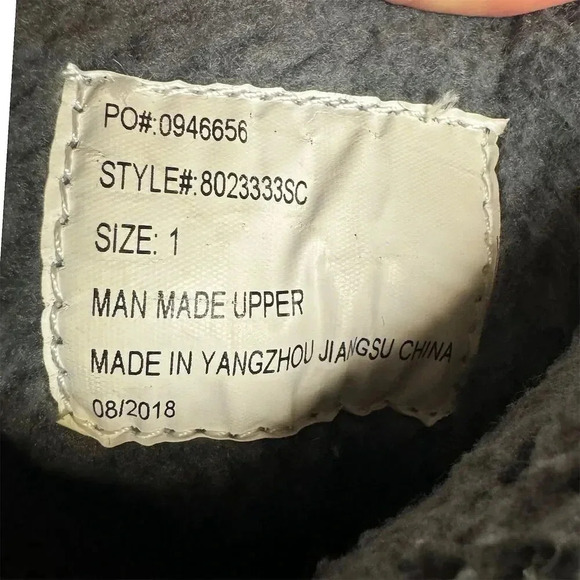 PO#:0946656
STYLE#:8023333SC
SIZE: 1
MAN MADE UPPER
MADE IN YANGZHOU JIANGSU CHINA
08/2018